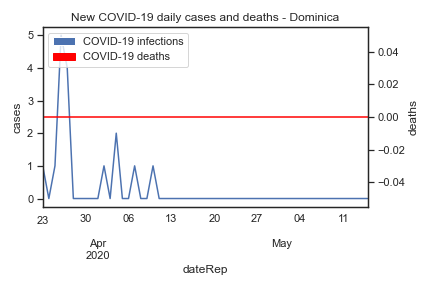 New COVID-19 daily cases and deaths - Dominica
COVID-19 infections
COVID-19 deaths
cases
5
4
3
2
1
0
deaths
0.04
0.02
0.00
−0.02
−0.04
23 30 06 13 20 27 04 11
Apr May
2020
dateRep